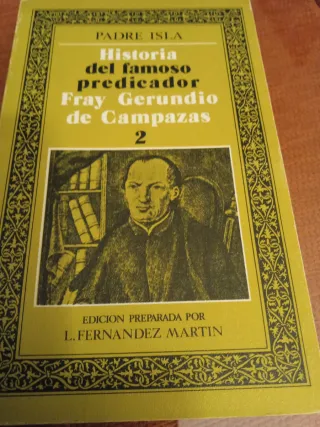 PADRE ISLA
Historia
del famoso
predicador
Fray Gerundio
de Campazas
2
EDICION PREPARADA POR
L. FERNANDEZ MARTIN